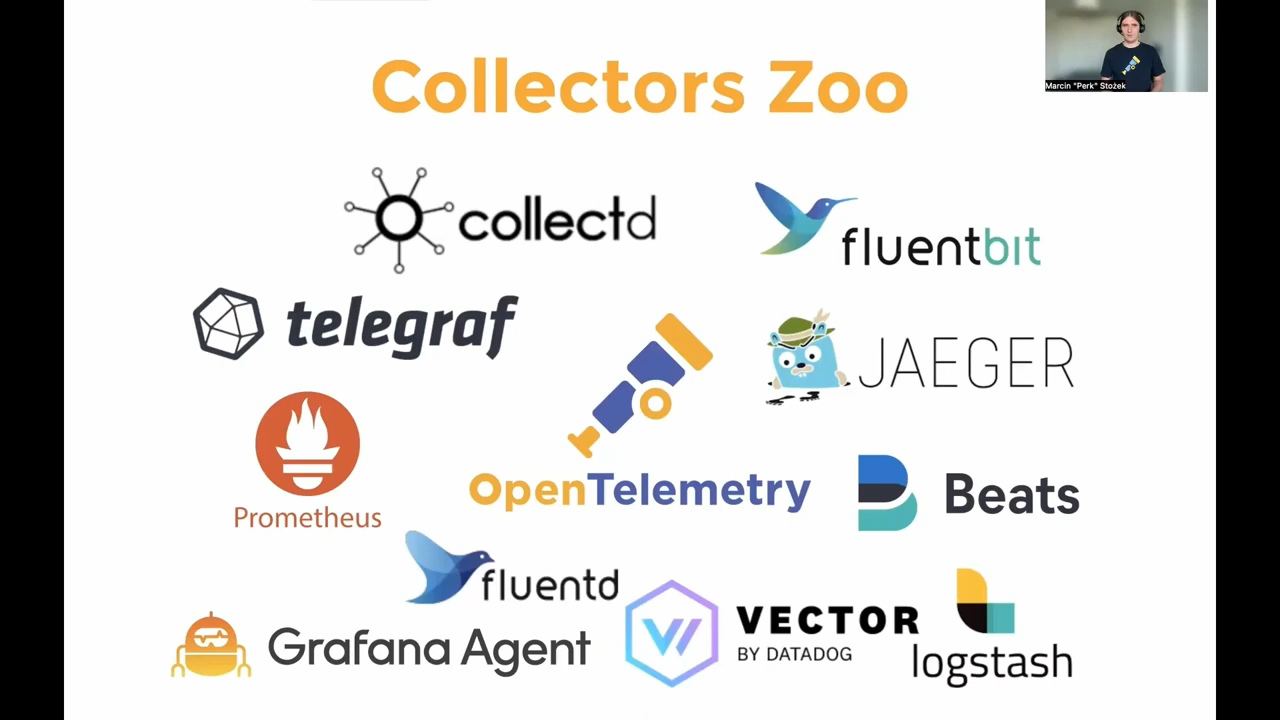 Collectors Zoo
Marcin "Perk" Stożek
collectd
fluentbit
telegraf
JAEGER
Prometheus
OpenTelemetry
Beats
fluentd
Grafana Agent
VECTOR
BY DATADOG
logstash